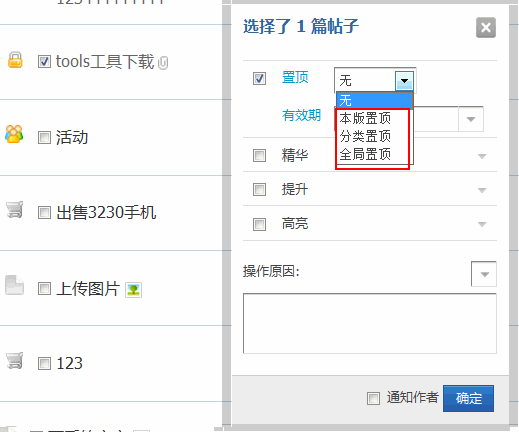 tools工具下载
活动
出售3230手机
上传图片
123
选择了 1 篇帖子
置顶 无
无
本版置顶
分类置顶
全局置顶
有效期
精华
提升
高亮
操作原因:
通知作者 确定